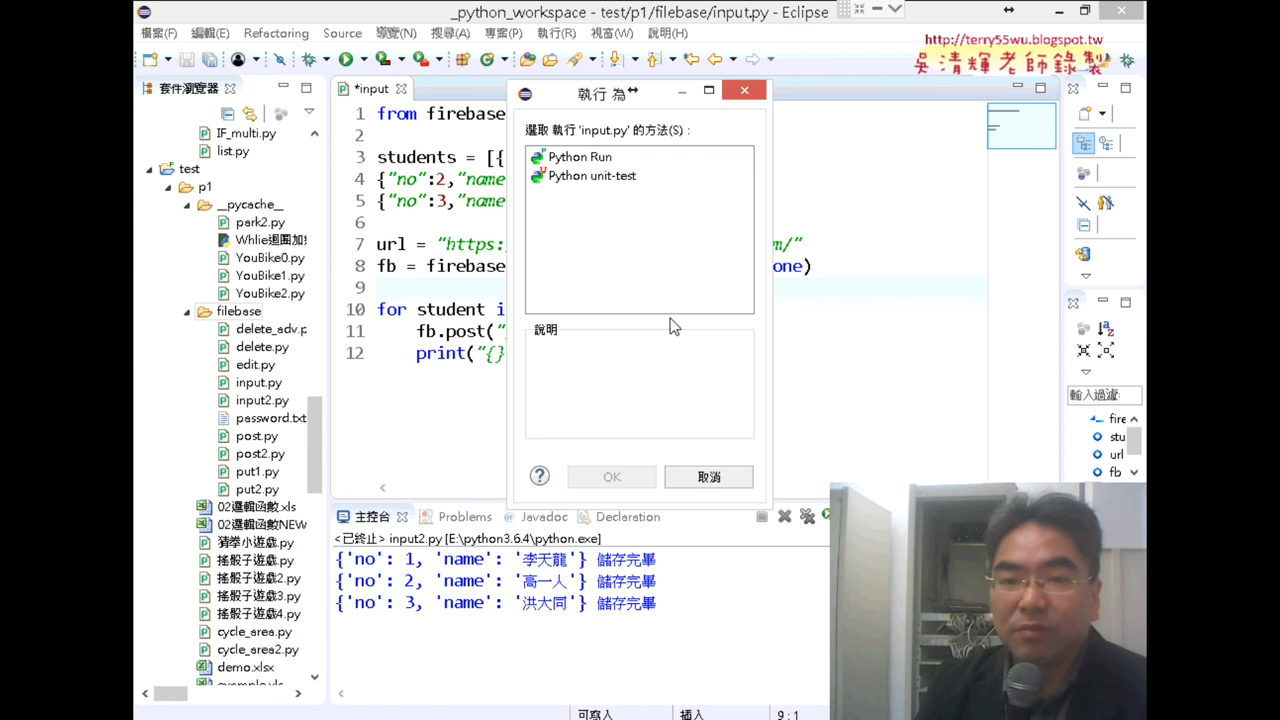 _python_workspace - test/p1/filebase/input.py - Eclipse
檔案(F) 編輯(E) Refactoring Source 導覽(N) 搜尋(A) 專案(P) 執行(R) 視窗(W) 說明(H)
http://terry55wu.blogspot.tw
吳清輝老師錄製
套件瀏覽器
IF_multi.py
list.py
test
p1
__pycache__
park2.py
YouBike0.py
YouBike1.py
YouBike2.py
filebase
delete_adv.p
delete.py
edit.py
input.py
input2.py
password.txt
post.py
post2.py
put1.py
put2.py
02邏輯函數.xls
02邏輯函數NEW
猜拳小遊戲.py
搖骰子遊戲.py
搖骰子遊戲2.py
搖骰子遊戲3.py
搖骰子遊戲4.py
cycle_area.py
cycle_area2.py
demo.xlsx
*input
1 from firebase
2
3 students = [{
4 {"no":2,"name
5 {"no":3,"name
6
7 url = "https: m/"
8 fb = firebase one)
9
10 for student i
11 fb.post("
12 print("{}
執行 為
選取 執行 'input.py' 的方法(S) :
Python Run
Python unit-test
說明
OK 取消
輸入過濾
fire
stu
url
fb
主控台 Problems @ Javadoc Declaration
<已終止> input2.py [E:\python3.6.4\python.exe]
{'no': 1, 'name': '李天龍'} 儲存完畢
{'no': 2, 'name': '高一人'} 儲存完畢
{'no': 3, 'name': '洪大同'} 儲存完畢
可寫入 插入 9 : 1